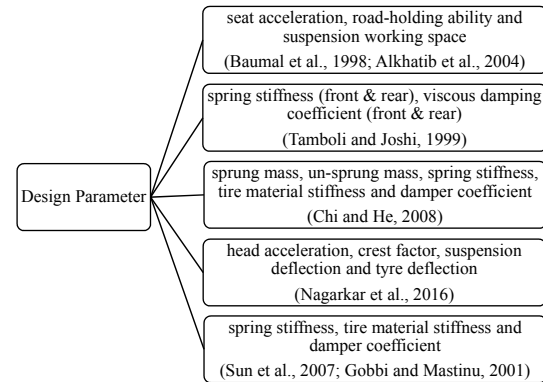 seat acceleration, road-holding ability and
suspension working space
(Baumal et al., 1998; Alkhatib et al., 2004)
spring stiffness (front & rear), viscous damping
coefficient (front & rear)
(Tamboli and Joshi, 1999)
Design Parameter
sprung mass, un-sprung mass, spring stiffness,
tire material stiffness and damper coefficient
(Chi and He, 2008)
head acceleration, crest factor, suspension
deflection and tyre deflection
(Nagarkar et al., 2016)
spring stiffness, tire material stiffness and
damper coefficient
(Sun et al., 2007; Gobbi and Mastinu, 2001)